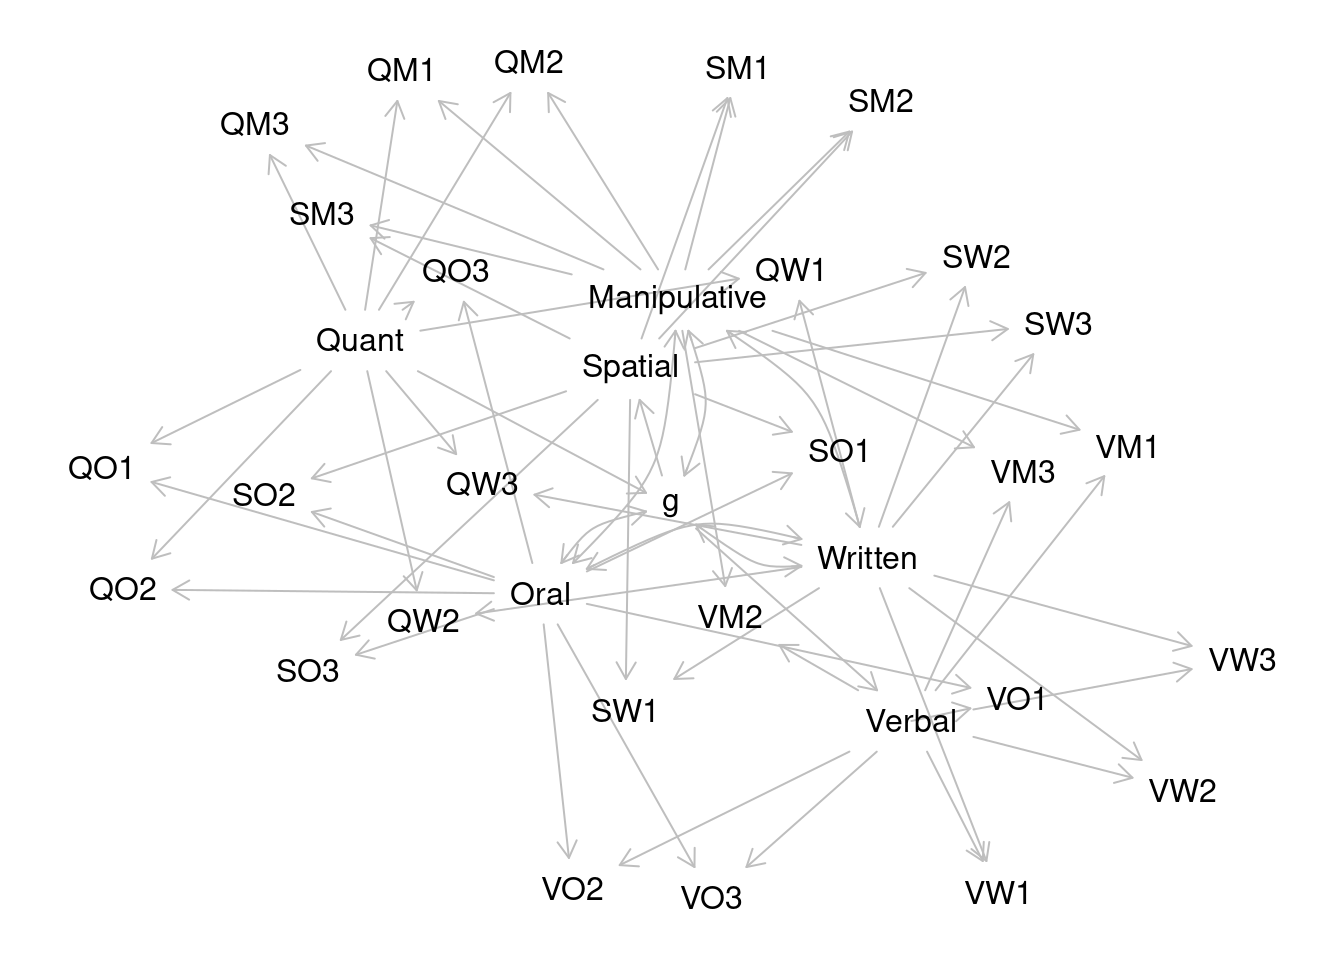 QM1
QM2
SM1
SM2
QM3
SM3
QO3
QW1
SW2
Manipulative
SW3
Quant
Spatial
SO1
VM1
QO1
VM3
SO2
QW3
g
Written
QO2
Oral
QW2
VM2
SO3
VW3
VO1
SW1
Verbal
VW2
VO2
VO3
VW1